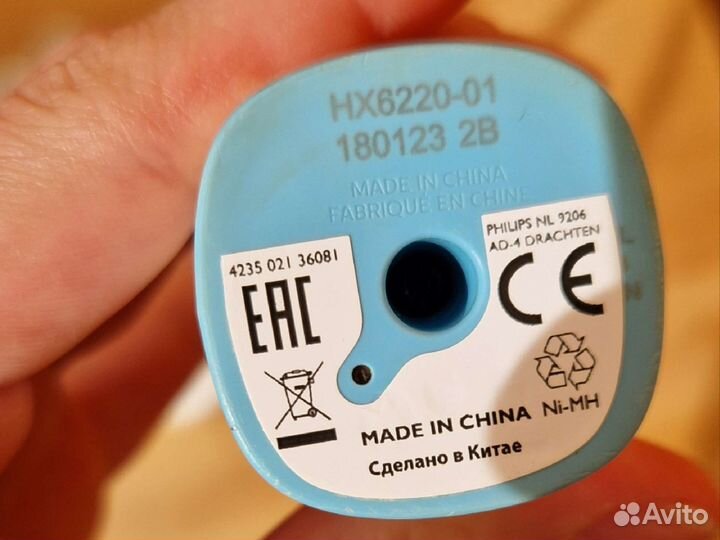 HX6220-01
180123 2B
MADE IN CHINA
FABRIQUÉ EN CHINE
PHILIPS NL 9206
AD-4 DRACHTEN
4235 021 36081
EAC
CE
Ni-MH
MADE IN CHINA
Сделано в Китае
Avito